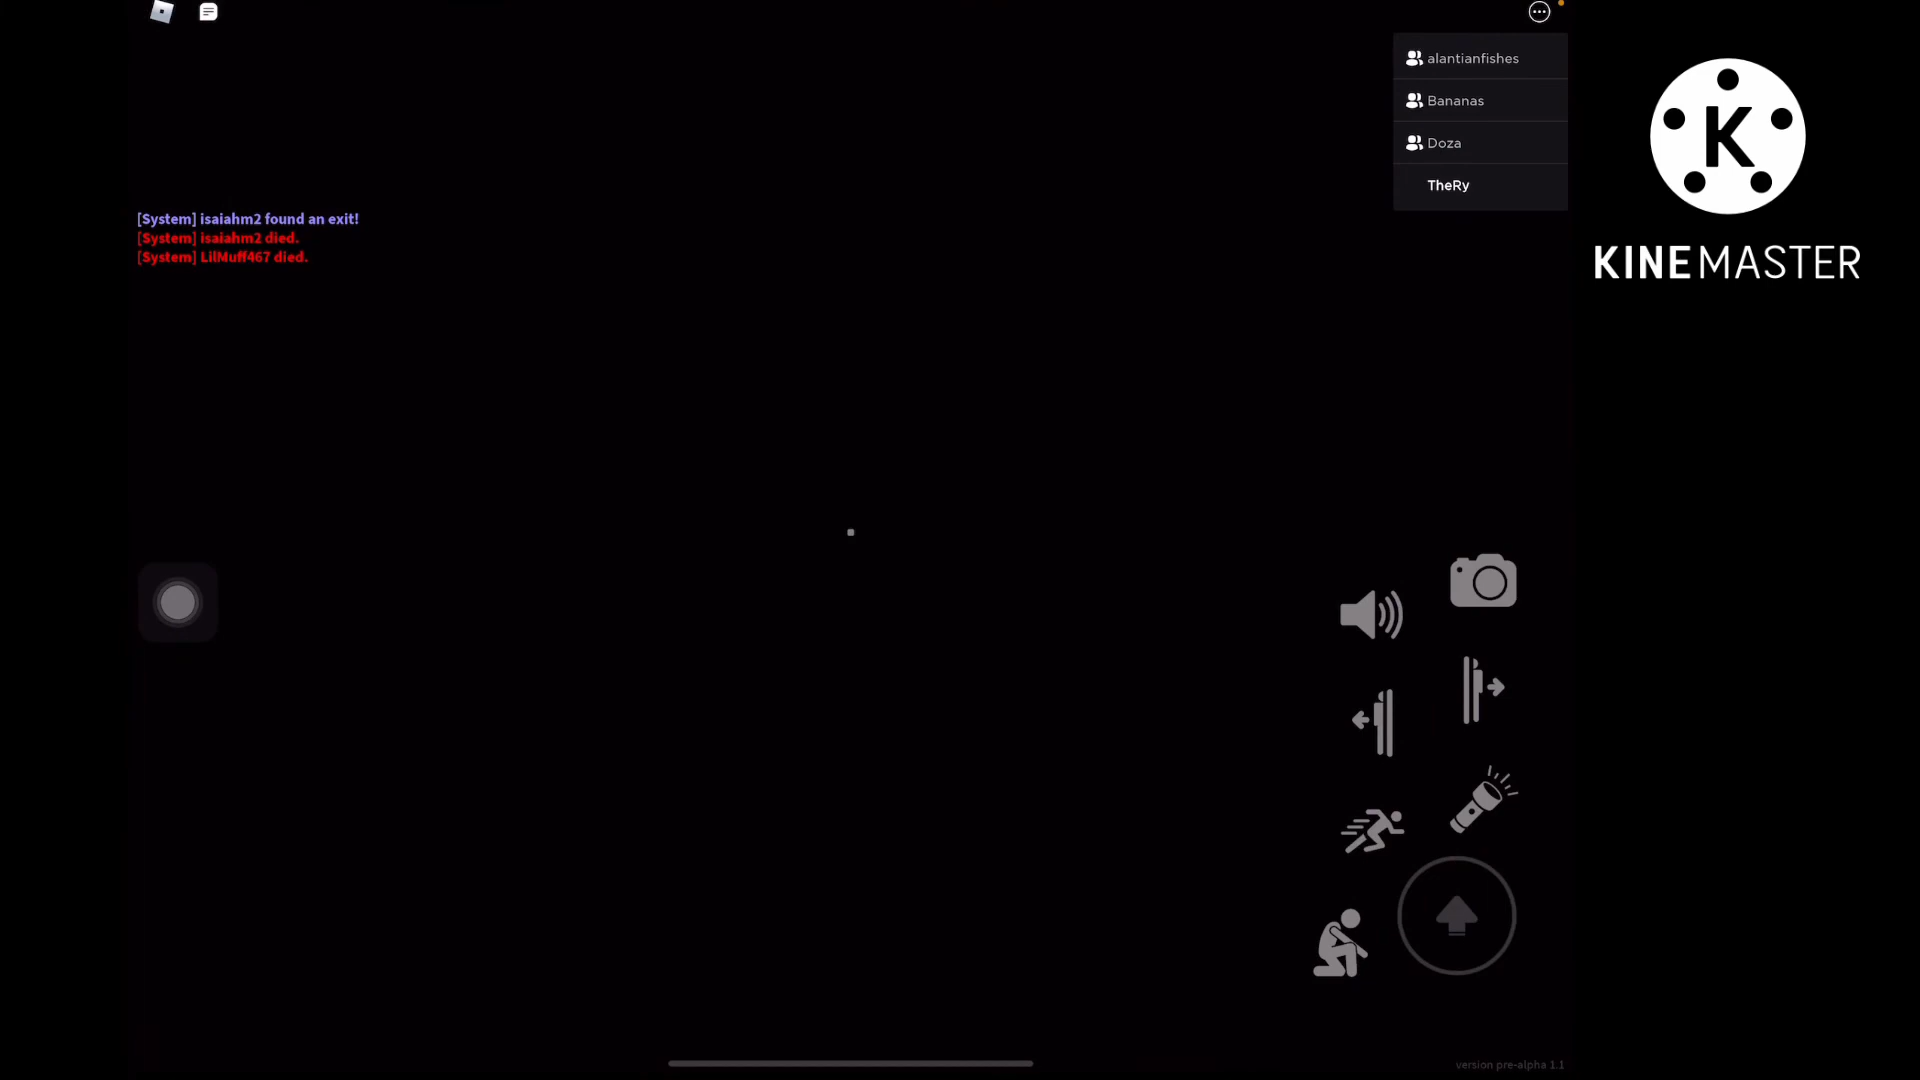 alantianfishes
Bananas
Doza
TheRy
[System] isaiahm2 found an exit!
[System] isaiahm2 died.
[System] LilMuff467 died.
K
KINEMASTER
version pre-alpha 1.1